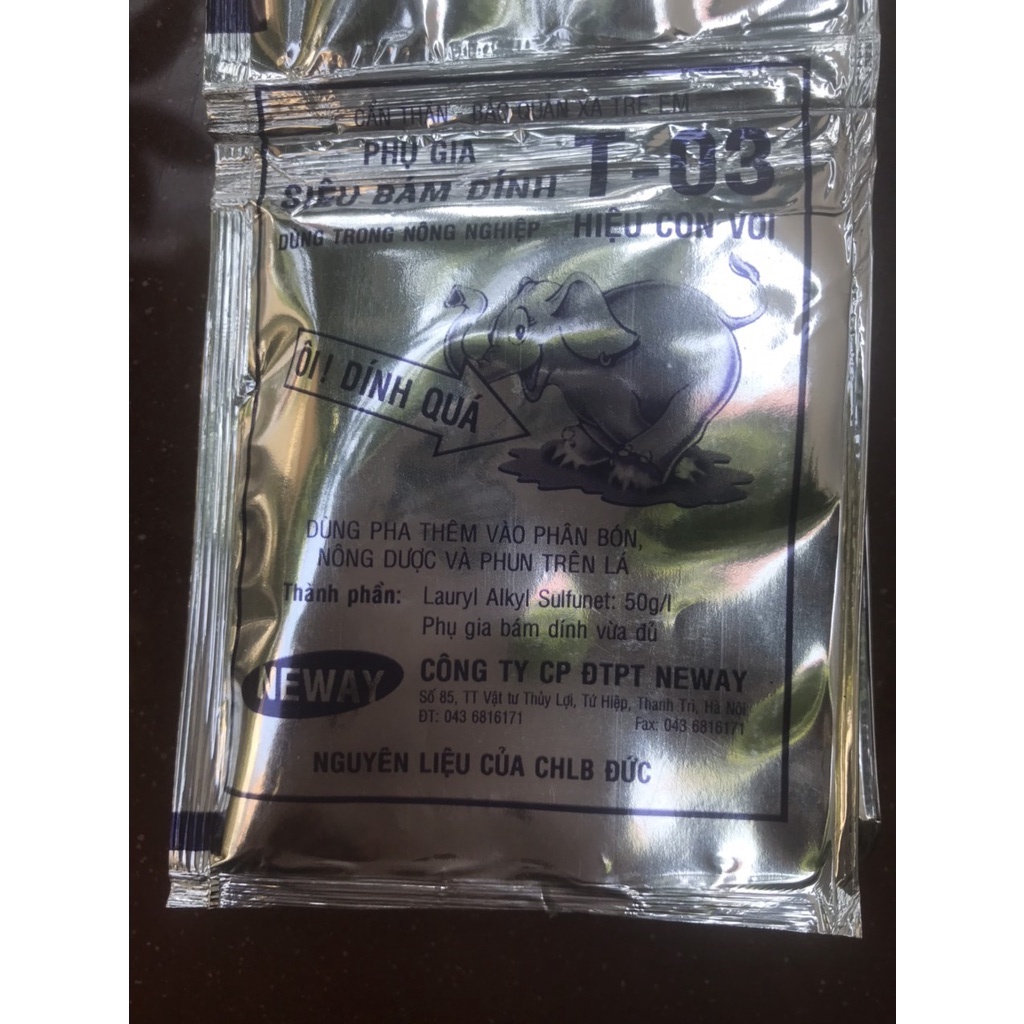 CẨN THẬN - BẢO QUẢN XA TRẺ EM
PHỤ GIA
SIÊU BÁM DÍNH
DÙNG TRONG NÔNG NGHIỆP
T-03
HIỆU CON VOI
ÔI! DÍNH QUÁ
DÙNG PHA THÊM VÀO PHÂN BÓN,
NÔNG DƯỢC VÀ PHUN TRÊN LÁ
Thành phần: Lauryl Alkyl Sulfunet: 50g/l
Phụ gia bám dính vừa đủ
NEWAY
CÔNG TY CP ĐTPT NEWAY
Số 85, TT Vật tư Thủy Lợi, Tứ Hiệp, Thanh Trì, Hà Nội
ĐT: 043 6816171 Fax: 043 6816171
NGUYÊN LIỆU CỦA CHLB ĐỨC